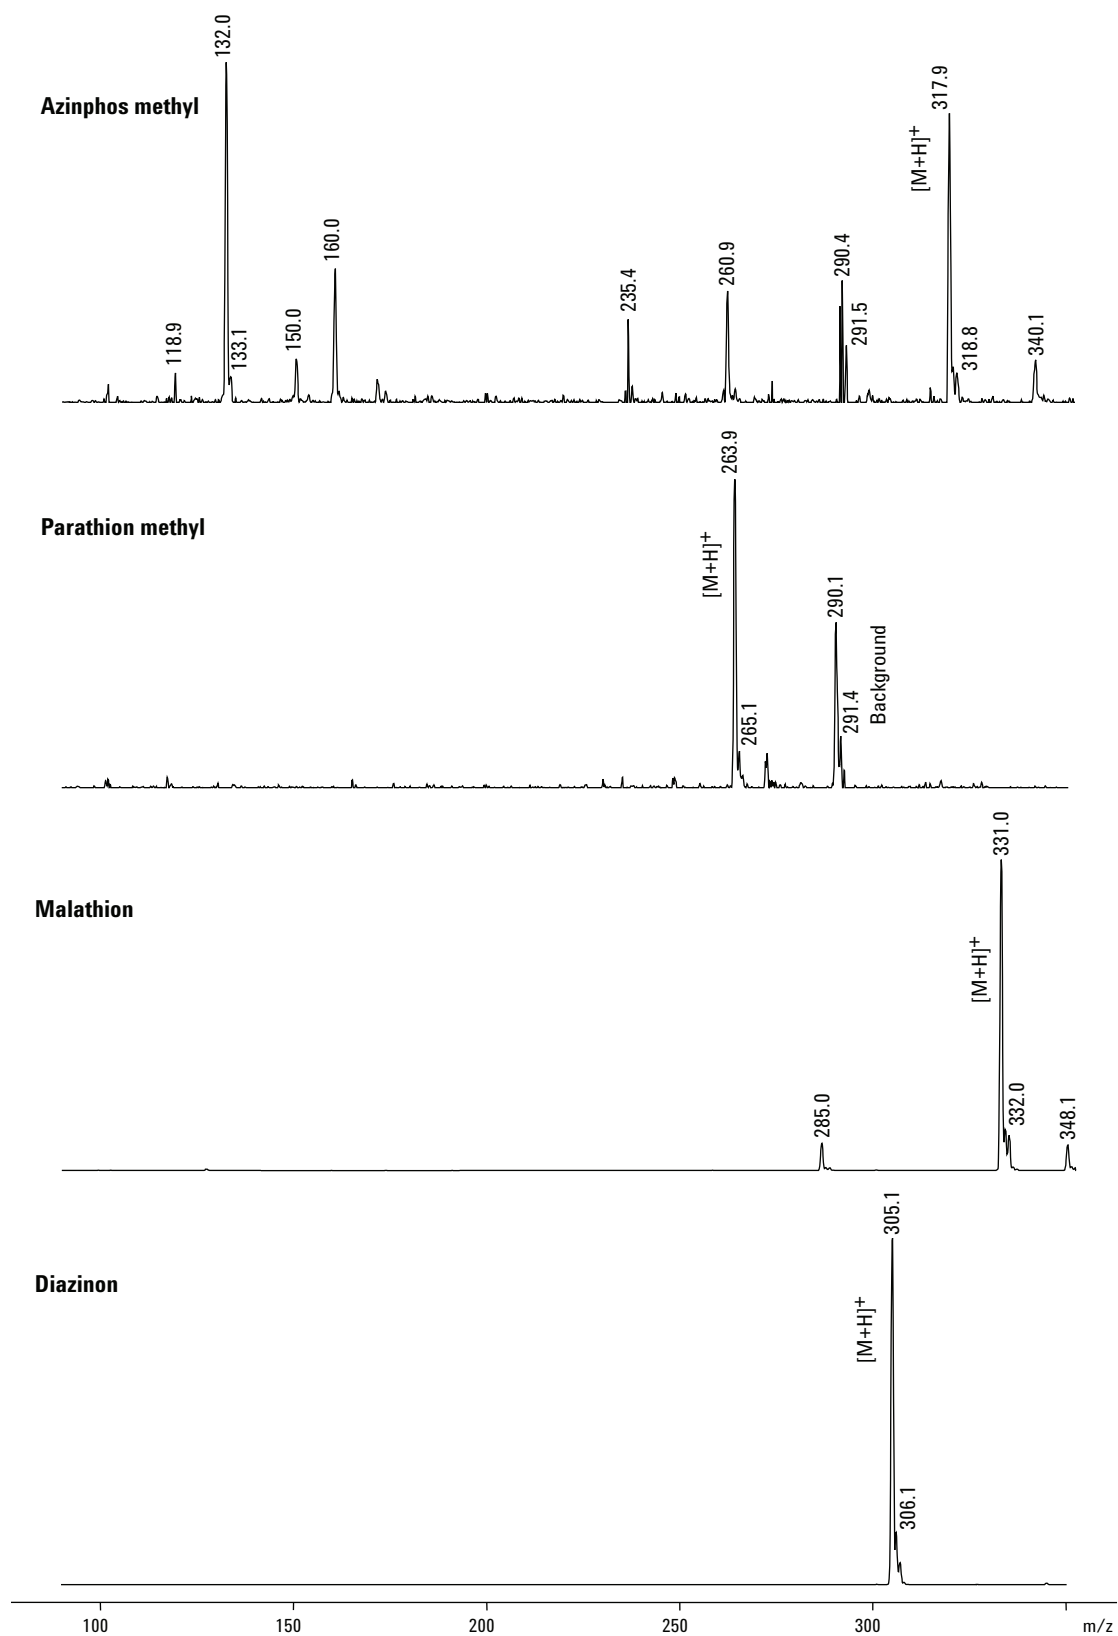 Azinphos methyl
118.9
132.0
133.1
150.0
160.0
235.4
260.9
290.4
291.5
[M+H]+
317.9
318.8
340.1
Parathion methyl
[M+H]+
263.9
265.1
290.1
291.4
Background
Malathion
285.0
[M+H]+
331.0
332.0
348.1
Diazinon
[M+H]+
305.1
306.1
100 150 200 250 300 m/z